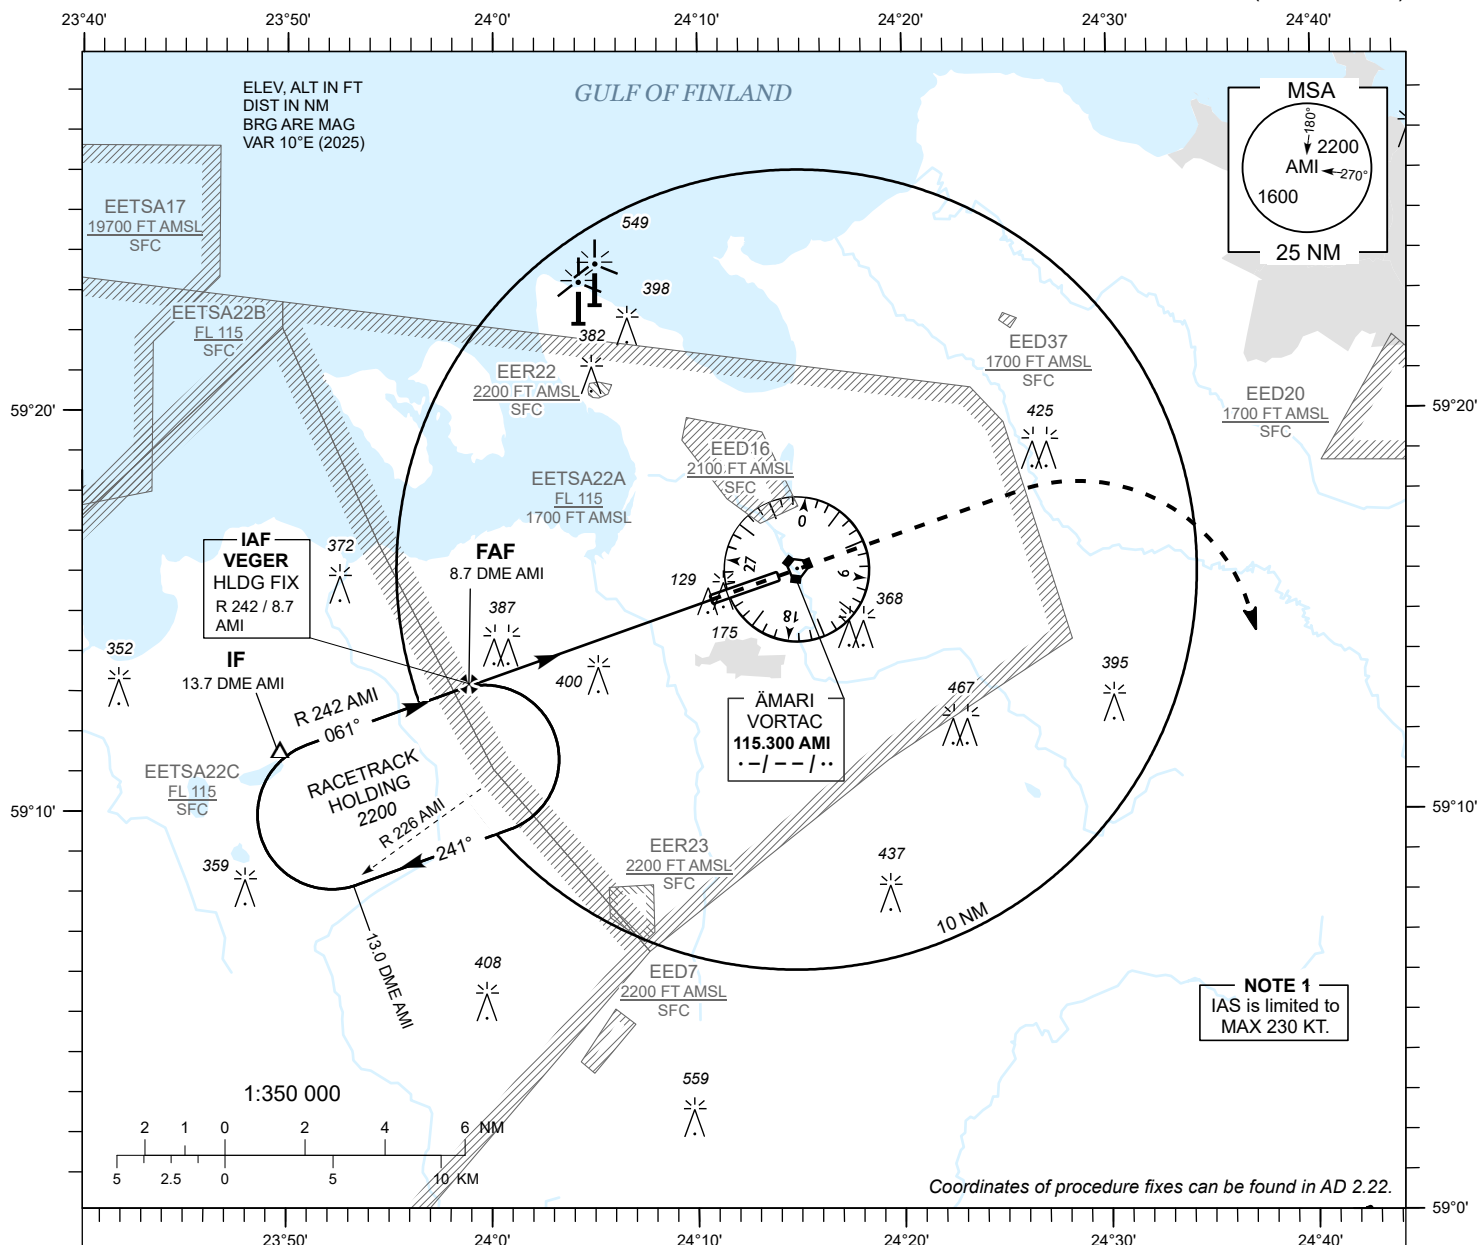 23°40'
23°50'
24°0'
24°10'
24°20'
24°30'
24°40'
ELEV, ALT IN FT
DIST IN NM
BRG ARE MAG
VAR 10°E (2025)
GULF OF FINLAND
MSA
180°
2200
AMI
270°
1600
25 NM
EETSA17
19700 FT AMSL
SFC
549
398
382
EETSA22B
FL 115
SFC
EER22
2200 FT AMSL
SFC
EED37
1700 FT AMSL
SFC
EED20
1700 FT AMSL
SFC
59°20'
59°20'
425
EED16
2100 FT AMSL
SFC
EETSA22A
FL 115
1700 FT AMSL
0
9
18
27
IAF
VEGER
HLDG FIX
R 242 / 8.7
AMI
372
FAF
8.7 DME AMI
387
129
175
368
352
IF
13.7 DME AMI
400
395
467
R 242 AMI
061°
ÄMARI
VORTAC
115.300 AMI
· –/ – – / ··
EETSA22C
FL 115
SFC
RACETRACK
HOLDING
2200
R 226 AMI
241°
59°10'
59°10'
359
EER23
2200 FT AMSL
SFC
437
10 NM
13.0 DME AMI
408
EED7
2200 FT AMSL
SFC
NOTE 1
IAS is limited to
MAX 230 KT.
559
1:350 000
2 1 0 2 4 6 NM
5 2.5 0 5 10 KM
Coordinates of procedure fixes can be found in AD 2.22.
59°0'
23°50'
24°0'
24°10'
24°20'
24°30'
24°40'